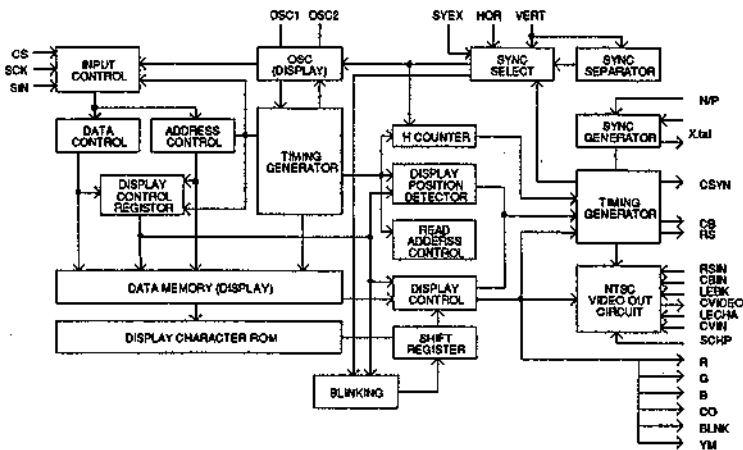 OSC1 OSC2
SYEX HOR VERT
CS
SCK
SIN
INPUT
CONTROL
OSC
(DISPLAY)
SYNC
SELECT
SYNC
SEPARATOR
N/P
X.tal
DATA
CONTROL
ADDRESS
CONTROL
TIMING
GENERATOR
H COUNTER
SYNC
GENERATOR
DISPLAY
CONTROL
REGISTER
DISPLAY
POSITION
DETECTOR
TIMING
GENERATOR
CSYN
CB
RS
READ
ADDERSS
CONTROL
DATA MEMORY (DISPLAY)
DISPLAY
CONTROL
NTSC
VIDEO OUT
CIRCUIT
RSIN
CBIN
LEBK
CVIDEO
LECHA
CVIN
SCHP
DISPLAY CHARACTER ROM
SHIFT
REGISTER
BLINKING
R
G
B
CO
BLNK
YM